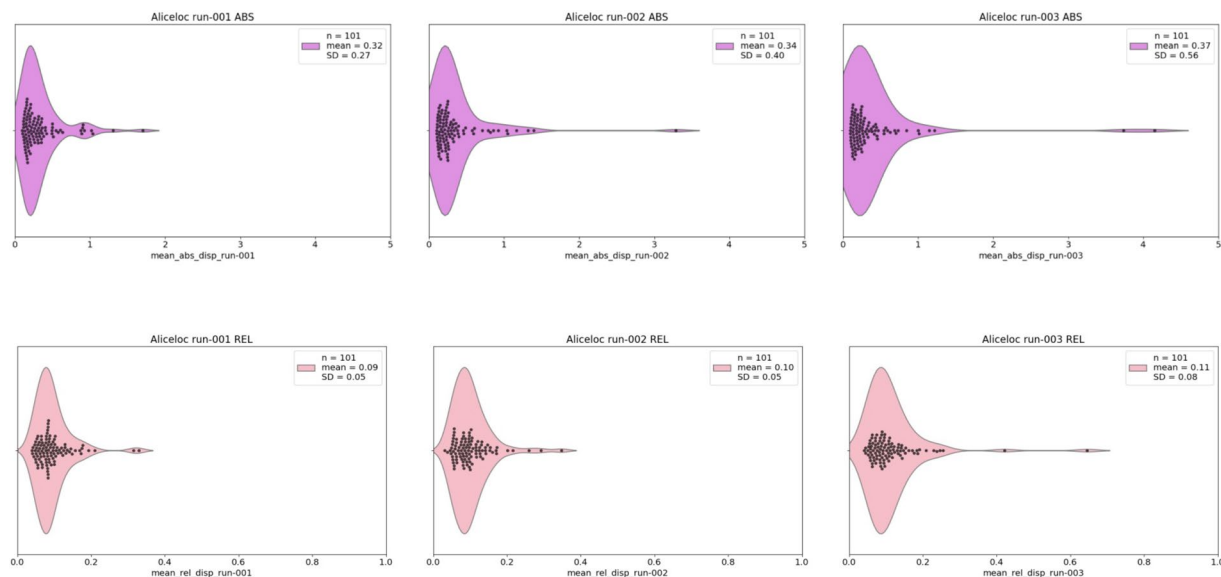 Aliceloc run-001 ABS
n = 101
mean = 0.32
SD = 0.27
0 1 2 3 4 5
mean_abs_disp_run-001
Aliceloc run-002 ABS
n = 101
mean = 0.34
SD = 0.40
0 1 2 3 4 5
mean_abs_disp_run-002
Aliceloc run-003 ABS
n = 101
mean = 0.37
SD = 0.56
0 1 2 3 4 5
mean_abs_disp_run-003
Aliceloc run-001 REL
n = 101
mean = 0.09
SD = 0.05
0.0 0.2 0.4 0.6 0.8 1.0
mean_rel_disp_run-001
Aliceloc run-002 REL
n = 101
mean = 0.10
SD = 0.05
0.0 0.2 0.4 0.6 0.8 1.0
mean_rel_disp_run-002
Aliceloc run-003 REL
n = 101
mean = 0.11
SD = 0.08
0.0 0.2 0.4 0.6 0.8 1.0
mean_rel_disp_run-003